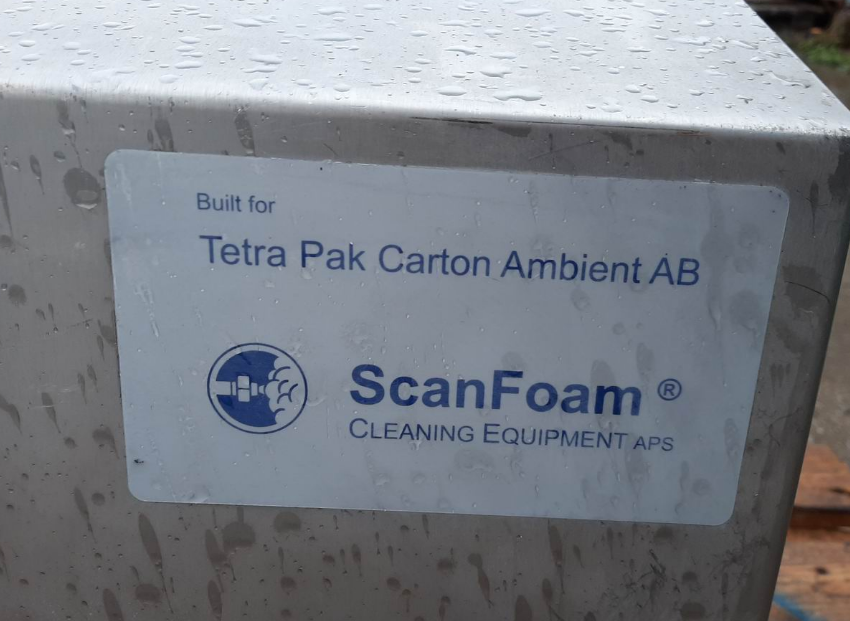 Built for
Tetra Pak Carton Ambient AB
ScanFoam ®
CLEANING EQUIPMENT APS